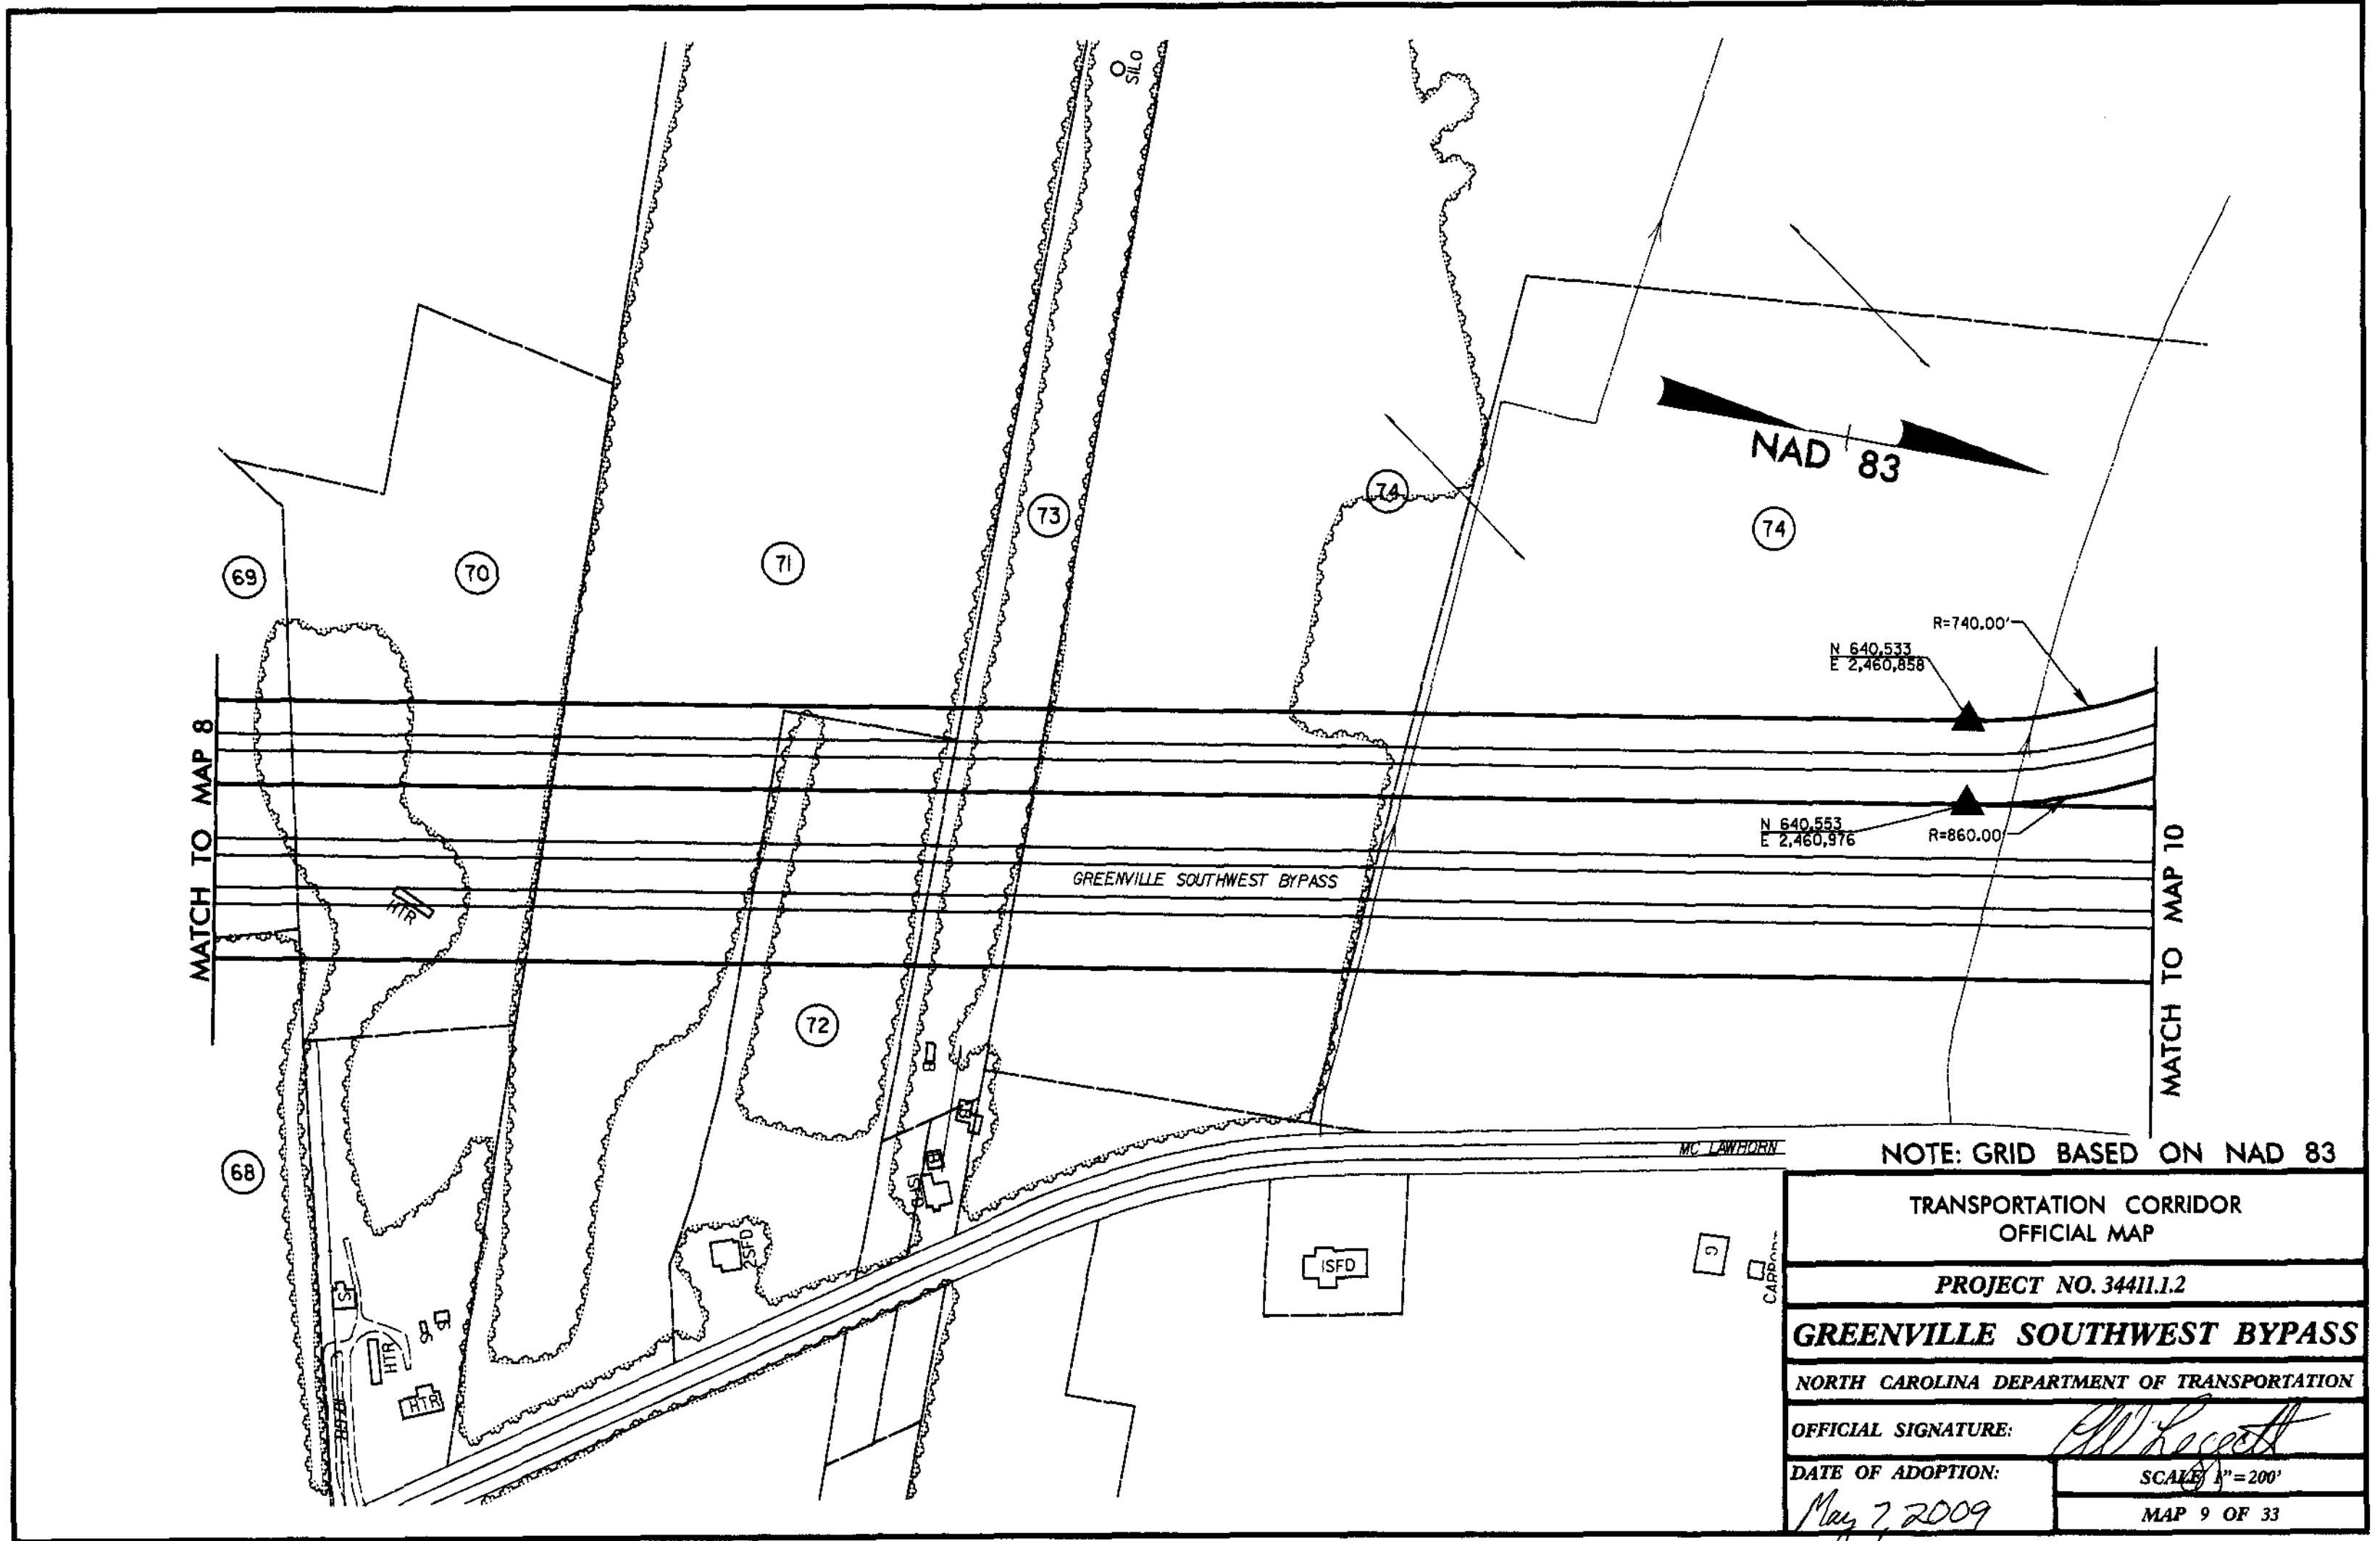 SILO
NAD 83
73
74
74
69
70
71
R=740.00'
N 640,533
E 2,460,858
MATCH TO MAP 8
N 640,553
E 2,460,976
R=860.00'
GREENVILLE SOUTHWEST BYPASS
HTR
MATCH TO MAP 10
72
MC LAWHORN
68
NOTE: GRID BASED ON NAD 83
2SFD
1SFD
1SFD
G
CARPORT
S
S
S
HTR
HTR
TRANSPORTATION CORRIDOR
OFFICIAL MAP
PROJECT NO. 34411.1.2
GREENVILLE SOUTHWEST BYPASS
NORTH CAROLINA DEPARTMENT OF TRANSPORTATION
OFFICIAL SIGNATURE:
DATE OF ADOPTION:
May 7, 2009
SCALE 1"=200'
MAP 9 OF 33